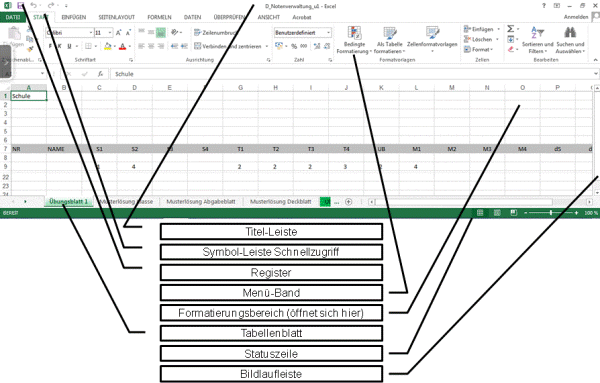 D_Notenverwaltung_ul. - Excel
DATEI START EINFÜGEN SEITENLAYOUT FORMELN DATEN ÜBERPRÜFEN ANSICHT Acrobat
Anmelden
Einfügen
Calibri 11
Benutzerdefiniert
Bedingte Formatierung
Als Tabelle formatieren
Zellenformatvorlagen
Einfügen
Löschen
Format
Sortieren und Filtern
Suchen und Auswählen
F K U
Verbinden und zentrieren
Schriftart
Ausrichtung
Zahl
Formatvorlagen
Zellen
Bearbeiten
Schule
A B C D E F G H I J K L M N O P
1 Schule
2
3
4
5
6
7 NR NAME S1 S2 S3 S4 T1 T2 T3 T4 UB M1 M2 M3 M4 dS
8 4 2 2 2 3 2 4
9
22
23
24
Übungsblatt 1 Musterlösung Klasse Musterlösung Abgabeblatt Musterlösung Deckblatt ...
BEREIT
100 %
Titel-Leiste
Symbol-Leiste Schnellzugriff
Register
Menü-Band
Formatierungsbereich (öffnet sich hier)
Tabellenblatt
Statuszeile
Bildlaufleiste